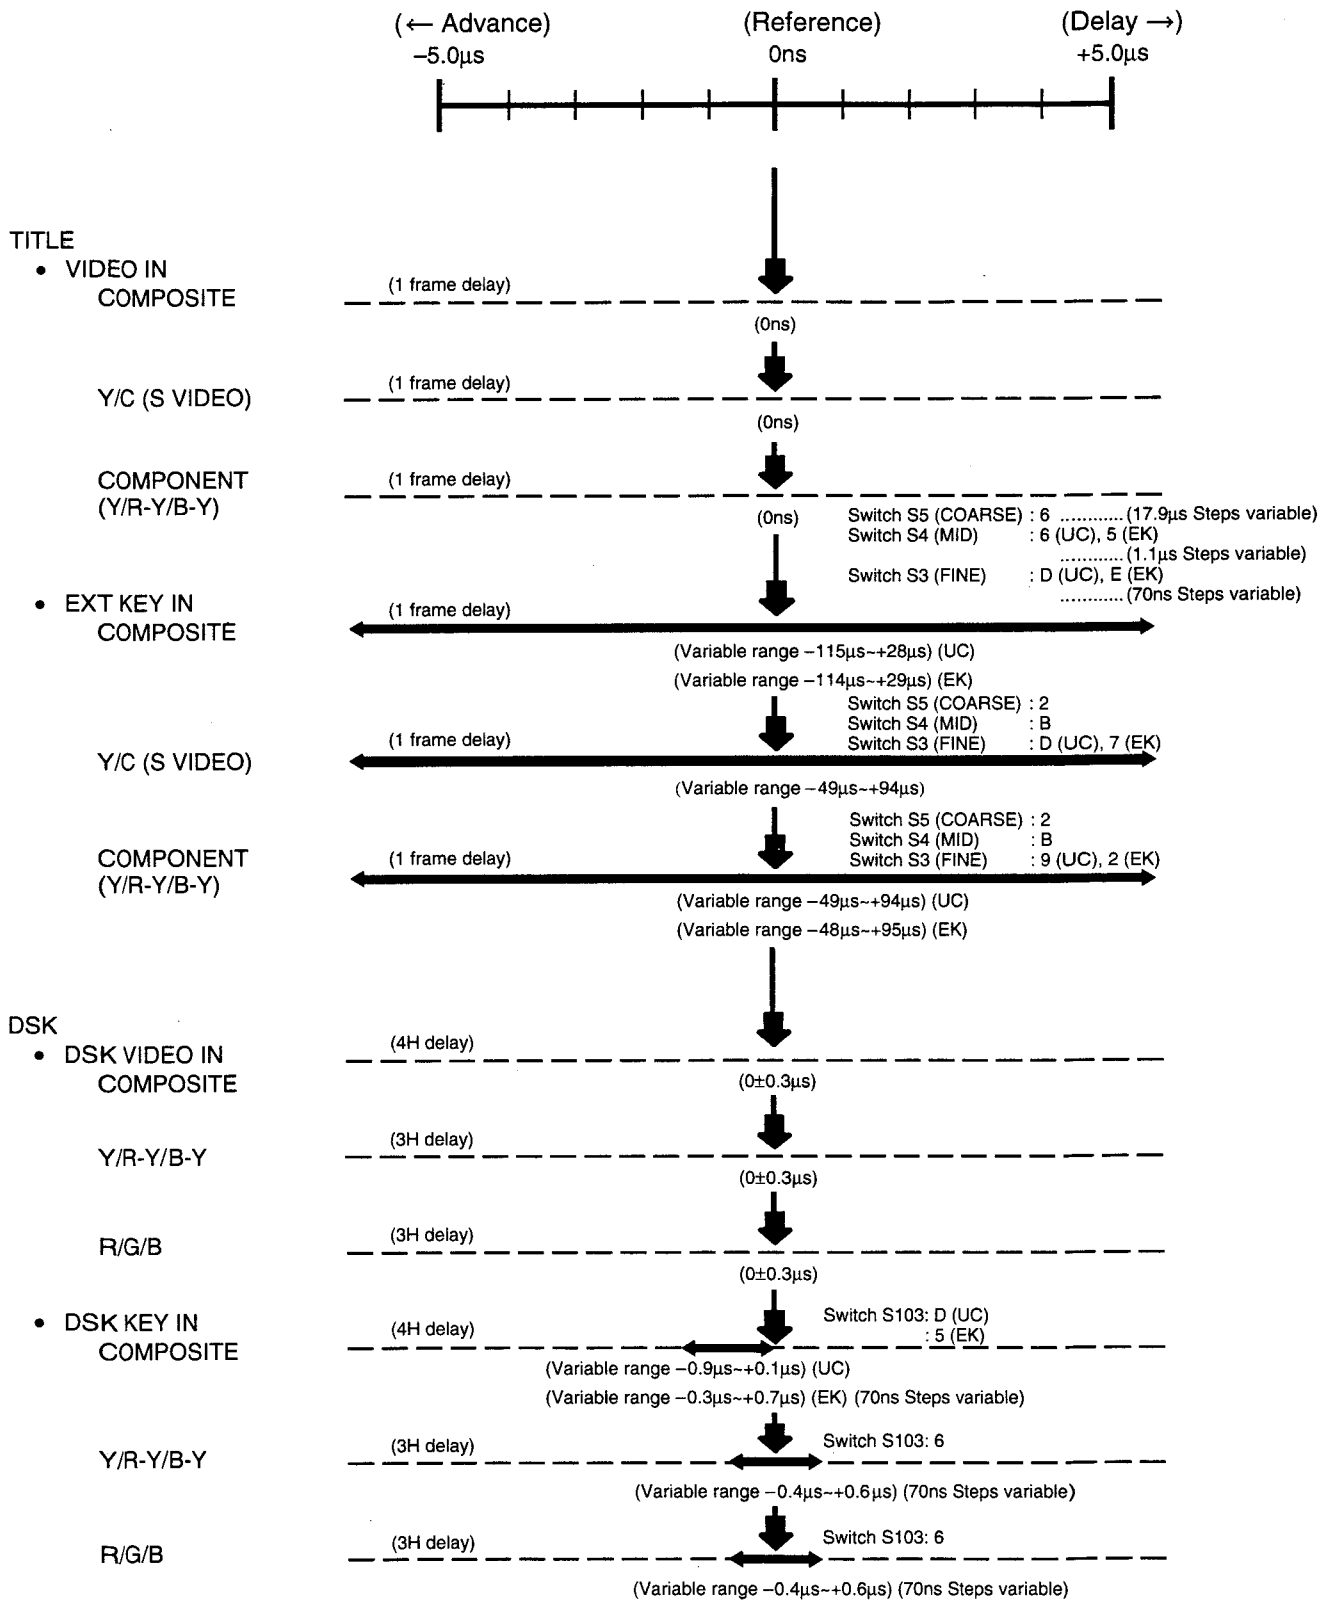 (← Advance) (Reference) (Delay →)
−5.0µs 0ns +5.0µs
TITLE
• VIDEO IN
COMPOSITE (1 frame delay)
(0ns)
Y/C (S VIDEO) (1 frame delay)
(0ns)
COMPONENT (1 frame delay)
(Y/R-Y/B-Y)
(0ns) Switch S5 (COARSE) : 6 ............ (17.9µs Steps variable)
Switch S4 (MID) : 6 (UC), 5 (EK)
............ (1.1µs Steps variable)
Switch S3 (FINE) : D (UC), E (EK)
............ (70ns Steps variable)
• EXT KEY IN (1 frame delay)
COMPOSITE
(Variable range −115µs~+28µs) (UC)
(Variable range −114µs~+29µs) (EK)
Switch S5 (COARSE) : 2
Switch S4 (MID) : B
(1 frame delay) Switch S3 (FINE) : D (UC), 7 (EK)
Y/C (S VIDEO)
(Variable range −49µs~+94µs)
Switch S5 (COARSE) : 2
Switch S4 (MID) : B
COMPONENT (1 frame delay) Switch S3 (FINE) : 9 (UC), 2 (EK)
(Y/R-Y/B-Y)
(Variable range −49µs~+94µs) (UC)
(Variable range −48µs~+95µs) (EK)
DSK
• DSK VIDEO IN (4H delay)
COMPOSITE (0±0.3µs)
Y/R-Y/B-Y (3H delay)
(0±0.3µs)
R/G/B (3H delay)
(0±0.3µs)
• DSK KEY IN (4H delay) Switch S103: D (UC)
COMPOSITE : 5 (EK)
(Variable range −0.9µs~+0.1µs) (UC)
(Variable range −0.3µs~+0.7µs) (EK) (70ns Steps variable)
Y/R-Y/B-Y (3H delay) Switch S103: 6
(Variable range −0.4µs~+0.6µs) (70ns Steps variable)
R/G/B (3H delay) Switch S103: 6
(Variable range −0.4µs~+0.6µs) (70ns Steps variable)